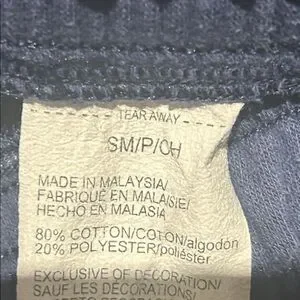 TEAR AWAY
SM/P/CH
MADE IN MALAYSIA/
FABRIQUÉ EN MALAISIE/
HECHO EN MALASIA
80% COTTON/COTON/algodón
20% POLYESTER/poliéster
EXCLUSIVE OF DECORATION/
SAUF LES DÉCORATIONS/